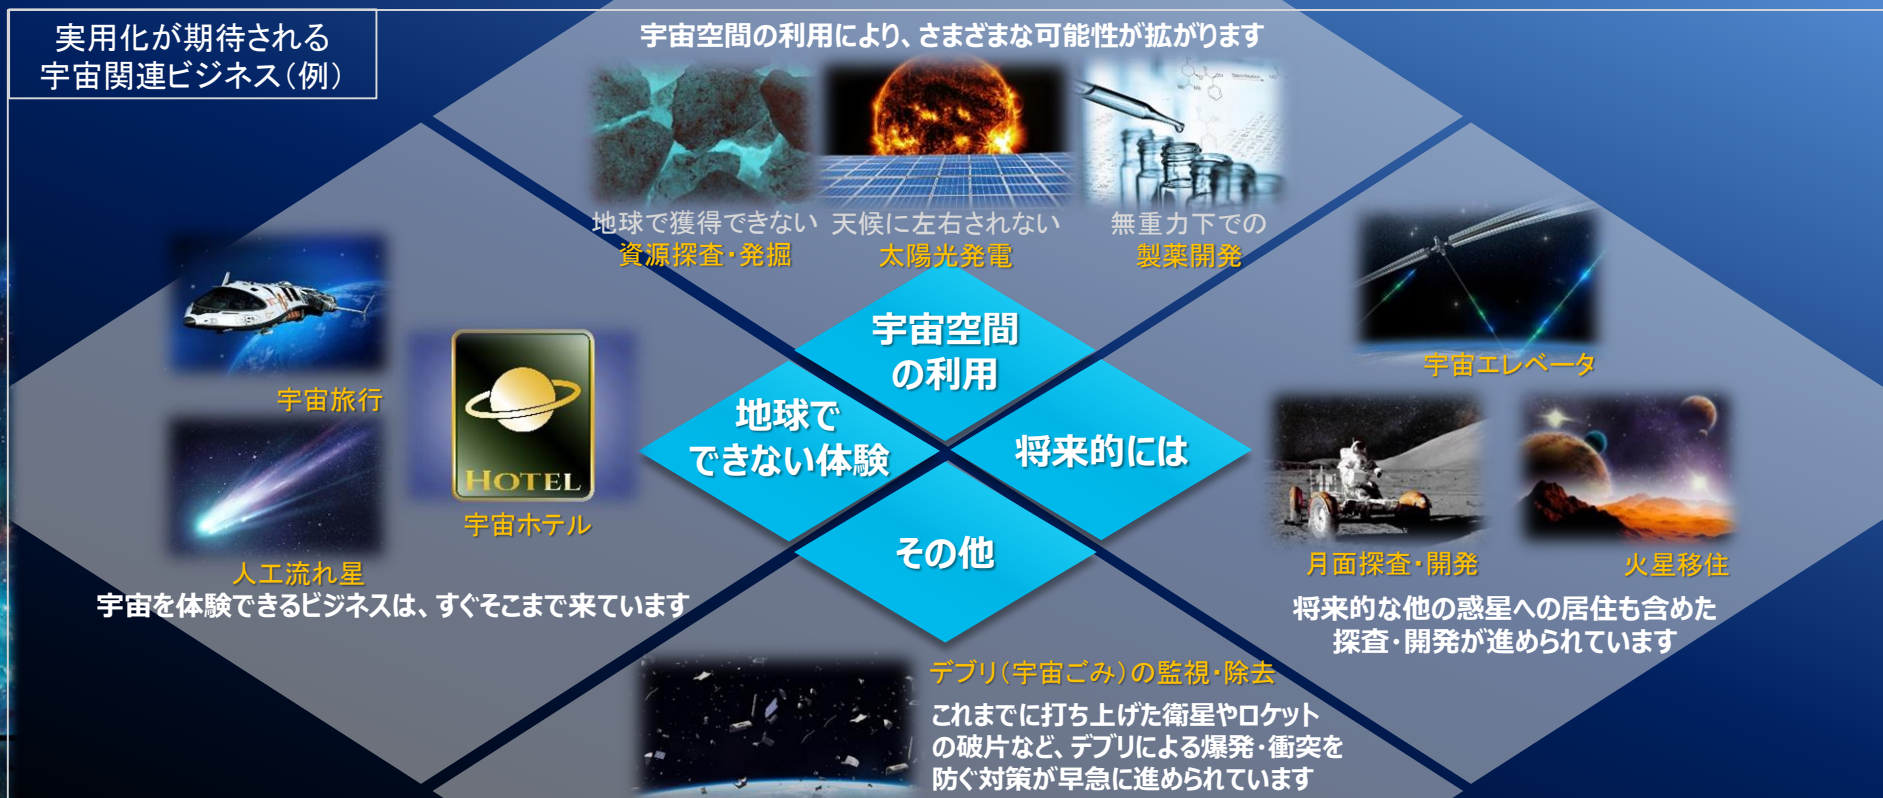 実用化が期待される
宇宙関連ビジネス(例)
宇宙空間の利用により、さまざまな可能性が拡がります
地球で獲得できない
資源探査・発掘
天候に左右されない
太陽光発電
無重力下での
製薬開発
宇宙空間
の利用
地球で
できない体験
将来的には
その他
宇宙旅行
HOTEL
宇宙ホテル
人工流れ星
宇宙を体験できるビジネスは、すぐそこまで来ています
宇宙エレベータ
月面探査・開発
火星移住
将来的な他の惑星への居住も含めた
探査・開発が進められています
デブリ(宇宙ごみ)の監視・除去
これまでに打ち上げた衛星やロケット
の破片など、デブリによる爆発・衝突を
防ぐ対策が早急に進められています